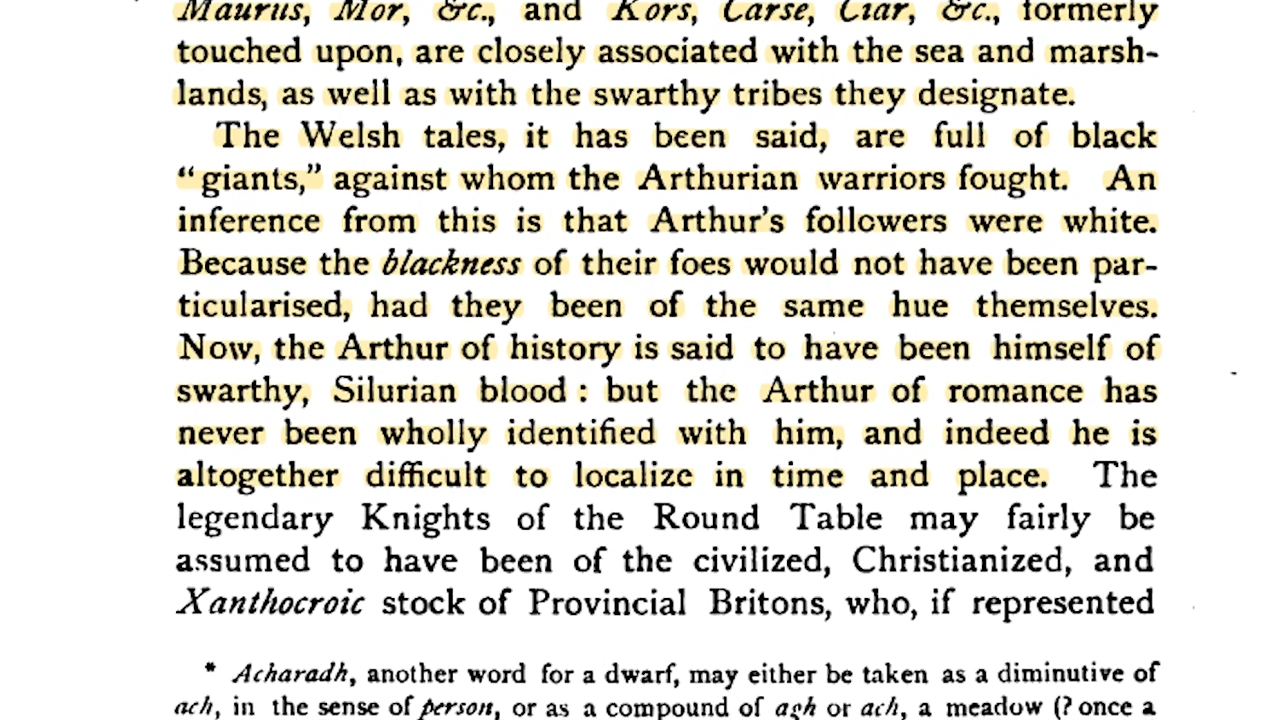 Maurus, Mor, &c., and Kors, Carse, Ciar, &c., formerly
touched upon, are closely associated with the sea and marsh-
lands, as well as with the swarthy tribes they designate.
The Welsh tales, it has been said, are full of black
“giants,” against whom the Arthurian warriors fought. An
inference from this is that Arthur’s followers were white.
Because the blackness of their foes would not have been par-
ticularised, had they been of the same hue themselves.
Now, the Arthur of history is said to have been himself of
swarthy, Silurian blood : but the Arthur of romance has
never been wholly identified with him, and indeed he is
altogether difficult to localize in time and place. The
legendary Knights of the Round Table may fairly be
assumed to have been of the civilized, Christianized, and
Xanthocroic stock of Provincial Britons, who, if represented
* Acharadh, another word for a dwarf, may either be taken as a diminutive of
ach, in the sense of person, or as a compound of agh or ach, a meadow (? once a